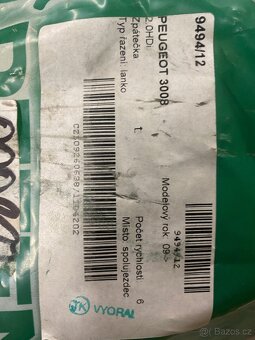 9494/12
PEUGEOT 3008
2.0HDi
Zpátečka
Typ řazení: lanko
t:
Modelový rok 09>
Počet rychlostí 6
Místo spolujezdec
9494/12
VYORAL
bazos.cz